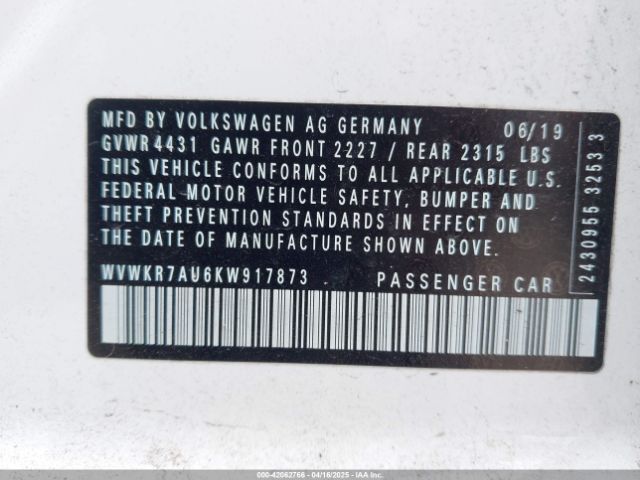 MFD BY VOLKSWAGEN AG GERMANY 06/19
GVWR 4431 GAWR FRONT 2227 / REAR 2315 LBS
THIS VEHICLE CONFORMS TO ALL APPLICABLE U.S.
FEDERAL MOTOR VEHICLE SAFETY, BUMPER AND
THEFT PREVENTION STANDARDS IN EFFECT ON
THE DATE OF MANUFACTURE SHOWN ABOVE.
WVWKR7AU6KW917873 PASSENGER CAR
2430955 3253 3
000-42062766 - 04/16/2025 - IAA, Inc.